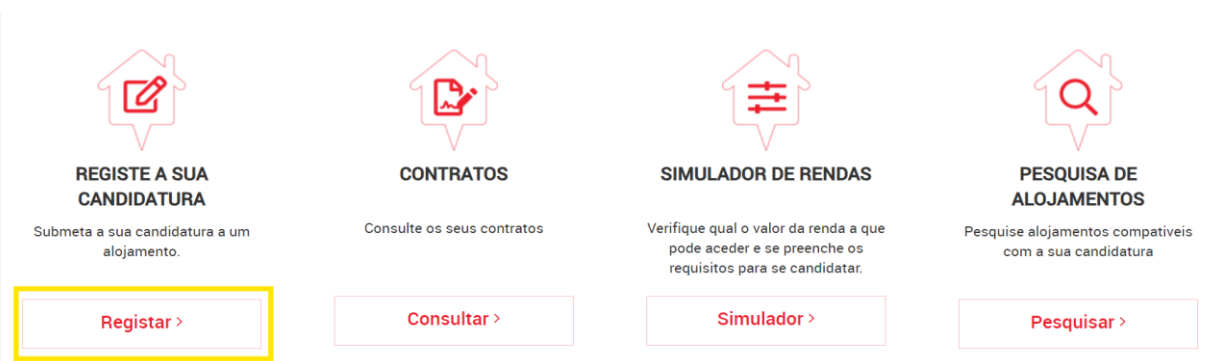 REGISTE A SUA
CANDIDATURA
Submeta a sua candidatura a um
alojamento.
Registar >
CONTRATOS
Consulte os seus contratos
Consultar >
SIMULADOR DE RENDAS
Verifique qual o valor da renda a que
pode aceder e se preenche os
requisitos para se candidatar.
Simulador >
PESQUISA DE
ALOJAMENTOS
Pesquise alojamentos compativeis
com a sua candidatura
Pesquisar >